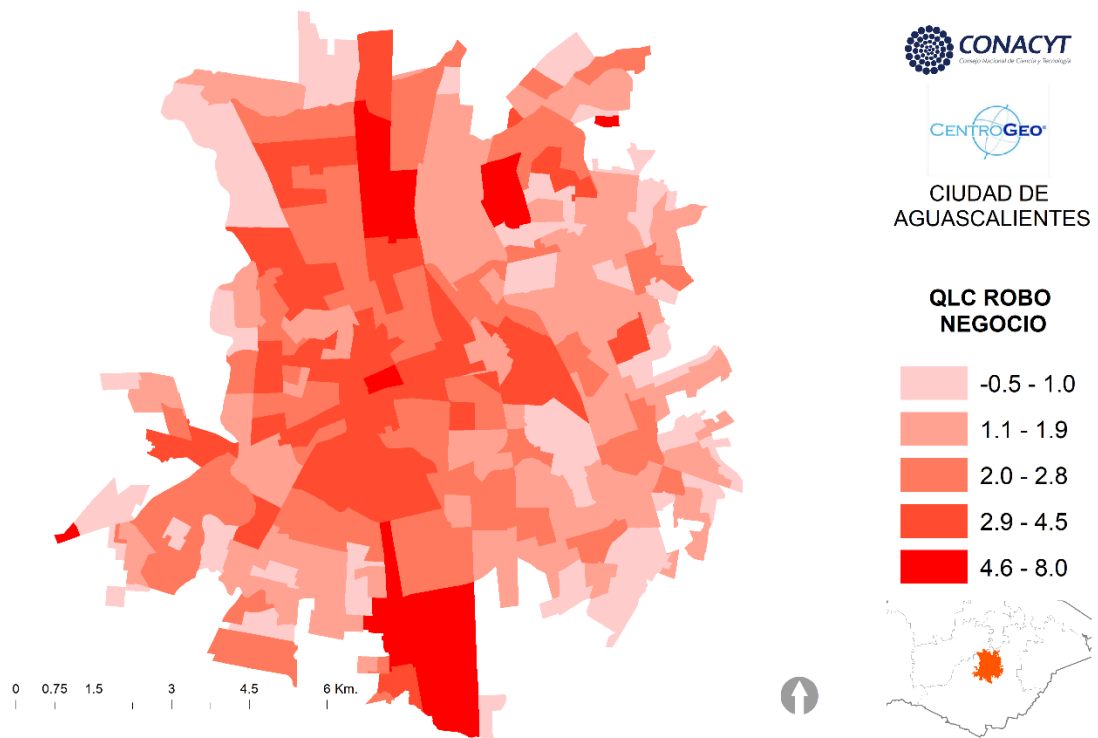 CONACYT
Consejo Nacional de Ciencia y Tecnología
CENTROGEO
CIUDAD DE
AGUASCALIENTES
QLC ROBO
NEGOCIO
-0.5 - 1.0
1.1 - 1.9
2.0 - 2.8
2.9 - 4.5
4.6 - 8.0
0 0.75 1.5 3 4.5 6 Km.